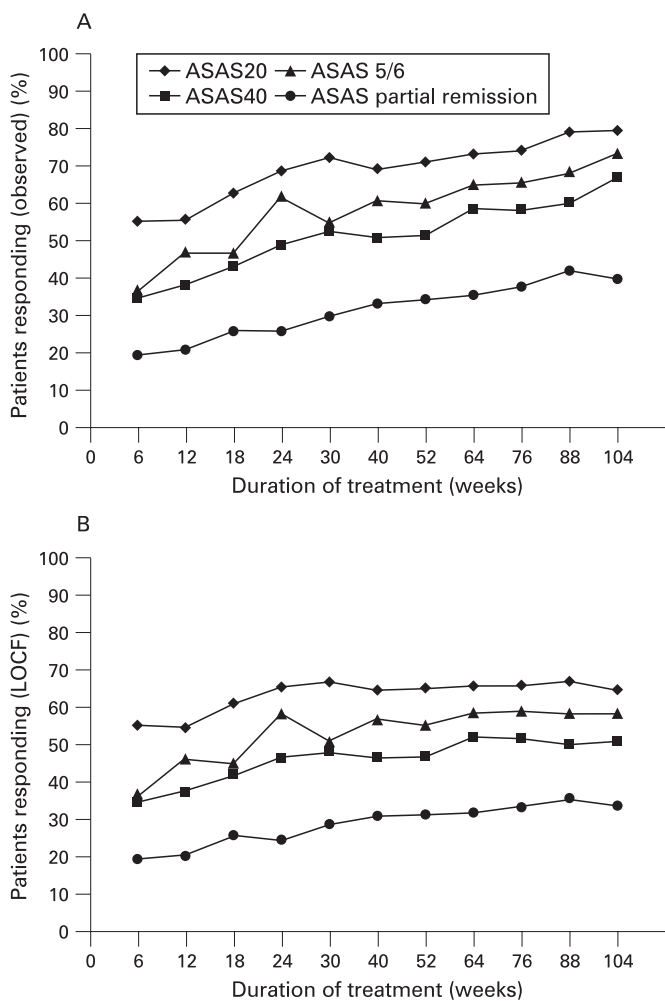 A
100
90
80
70
60
50
40
30
20
10
0
Patients responding (observed) (%)
ASAS20 ASAS 5/6
ASAS40 ASAS partial remission
0 6 12 18 24 30 40 52 64 76 88 104
Duration of treatment (weeks)
B
100
90
80
70
60
50
40
30
20
10
0
Patients responding (LOCF) (%)
0 6 12 18 24 30 40 52 64 76 88 104
Duration of treatment (weeks)